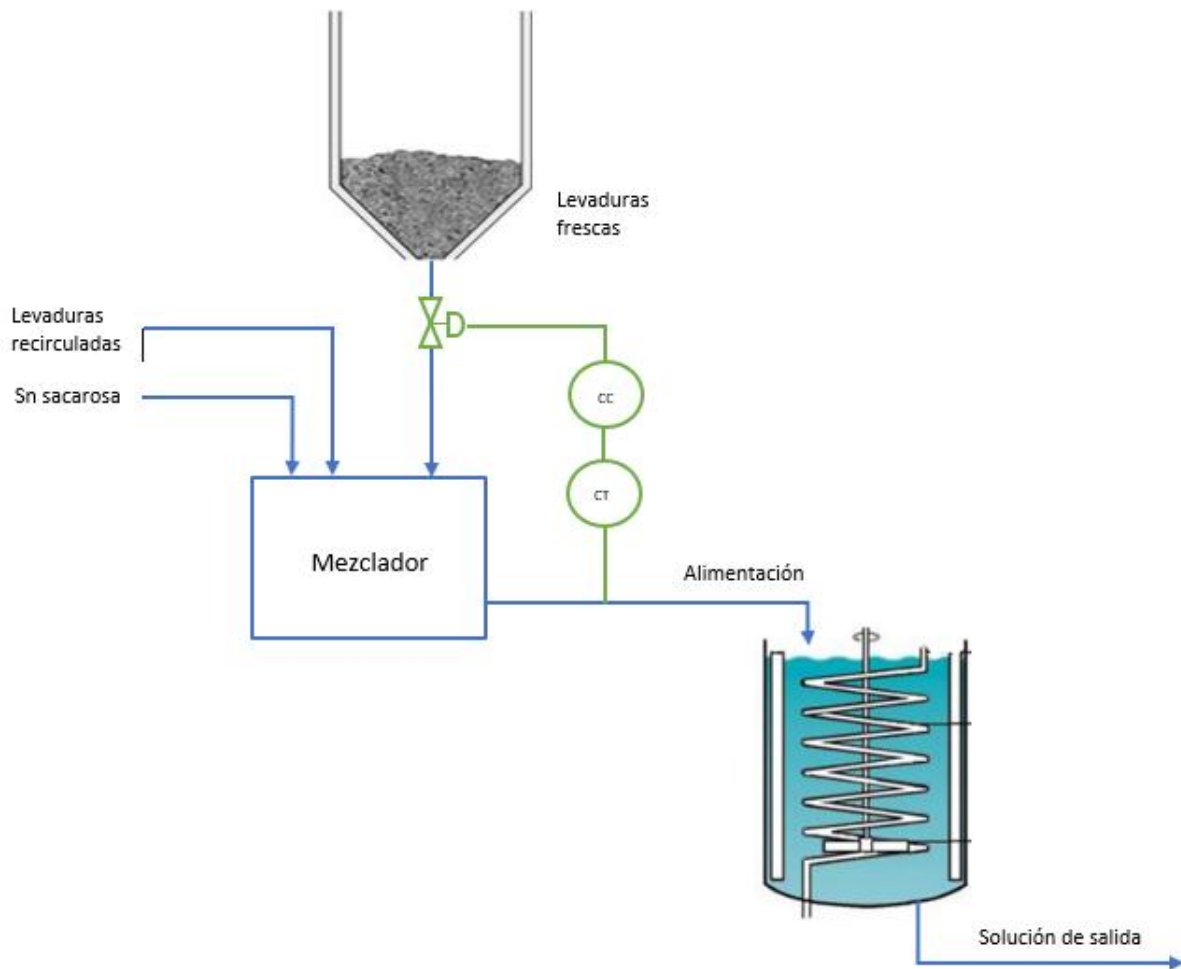 Levaduras
frescas
Levaduras
recirculadas
Sn sacarosa
CC
CT
Mezclador
Alimentación
Solución de salida